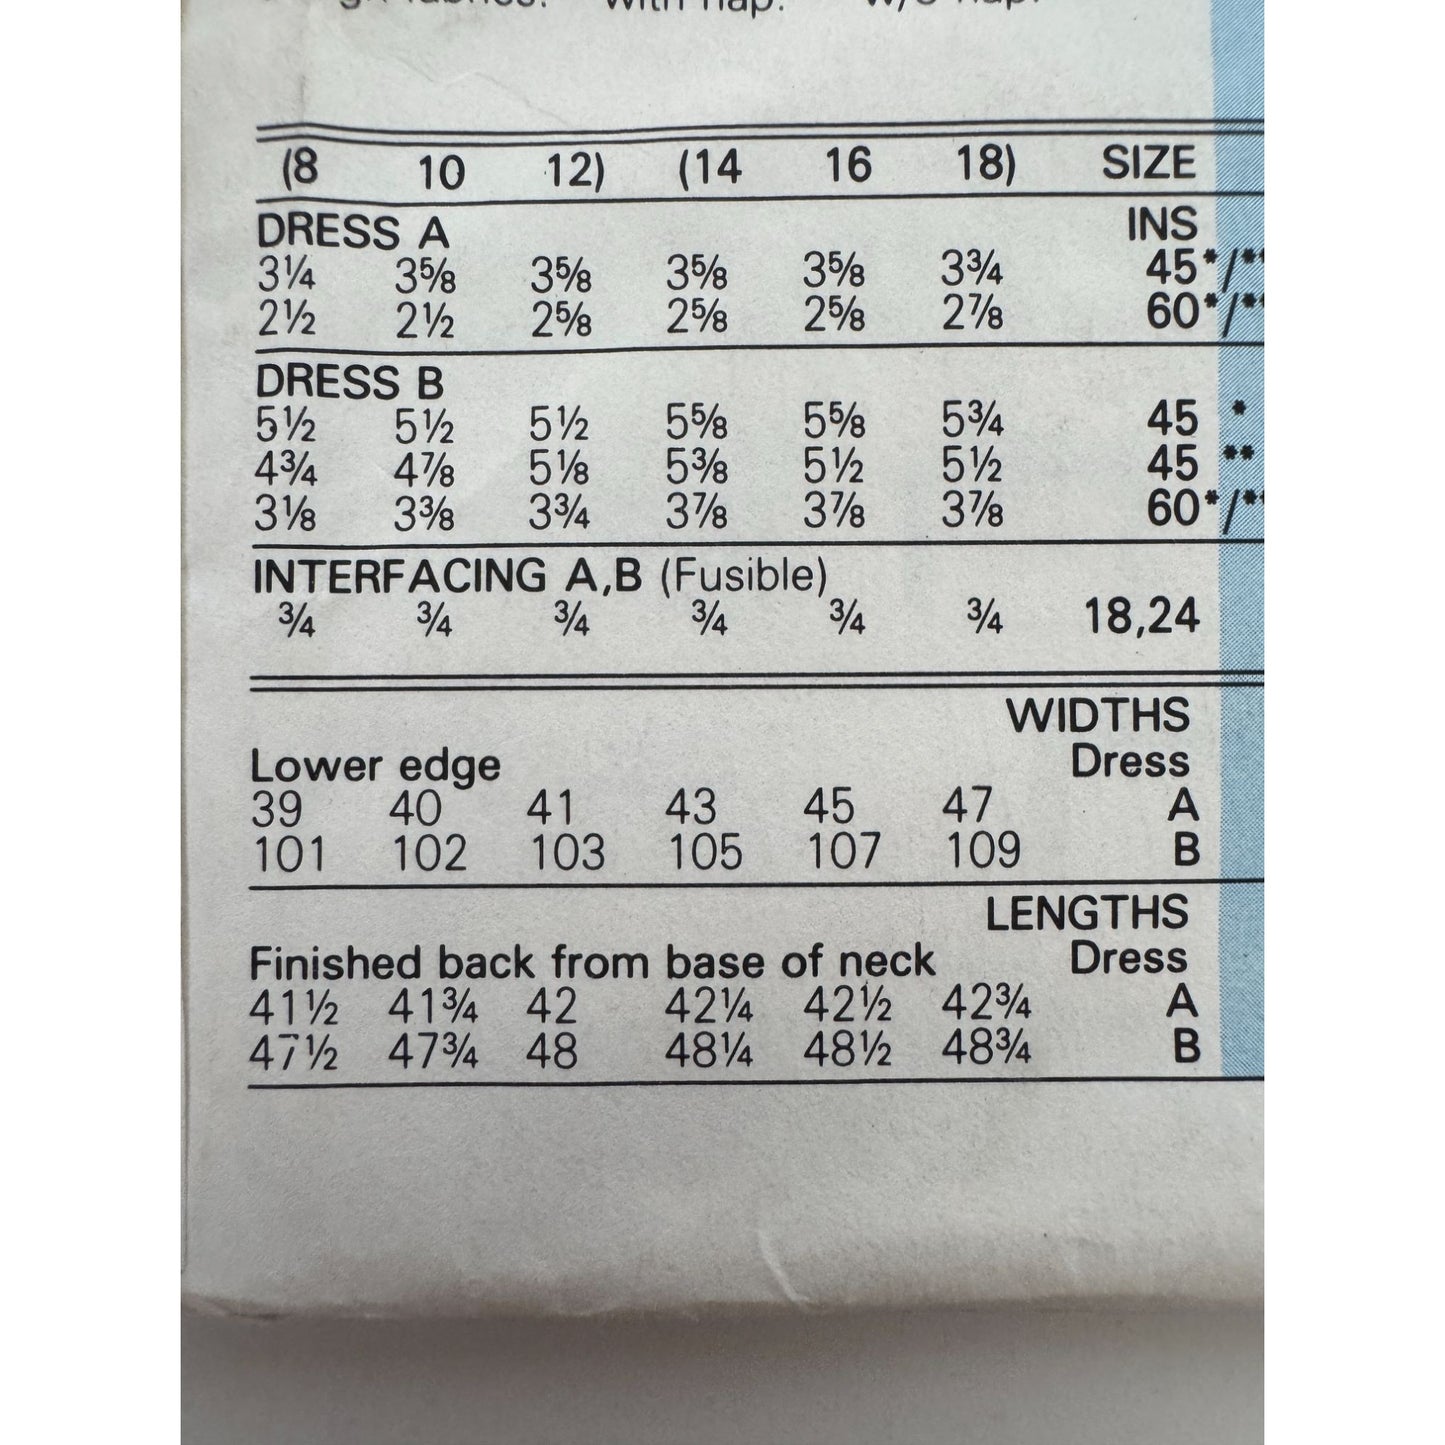 with nap.
(8 10 12) (14 16 18) SIZE
DRESS A INS
3¼ 3⅝ 3⅝ 3⅝ 3⅝ 3¾ 45*/**
2½ 2½ 2⅝ 2⅝ 2⅝ 2⅞ 60*/**
DRESS B
5½ 5½ 5½ 5⅝ 5⅝ 5¾ 45 *
4¾ 4⅞ 5⅛ 5⅜ 5½ 5½ 45 **
3⅛ 3⅜ 3¾ 3⅞ 3⅞ 3⅞ 60*/**
INTERFACING A,B (Fusible)
¾ ¾ ¾ ¾ ¾ ¾ 18,24
WIDTHS
Lower edge Dress
39 40 41 43 45 47 A
101 102 103 105 107 109 B
LENGTHS
Finished back from base of neck Dress
41½ 41¾ 42 42¼ 42½ 42¾ A
47½ 47¾ 48 48¼ 48½ 48¾ B